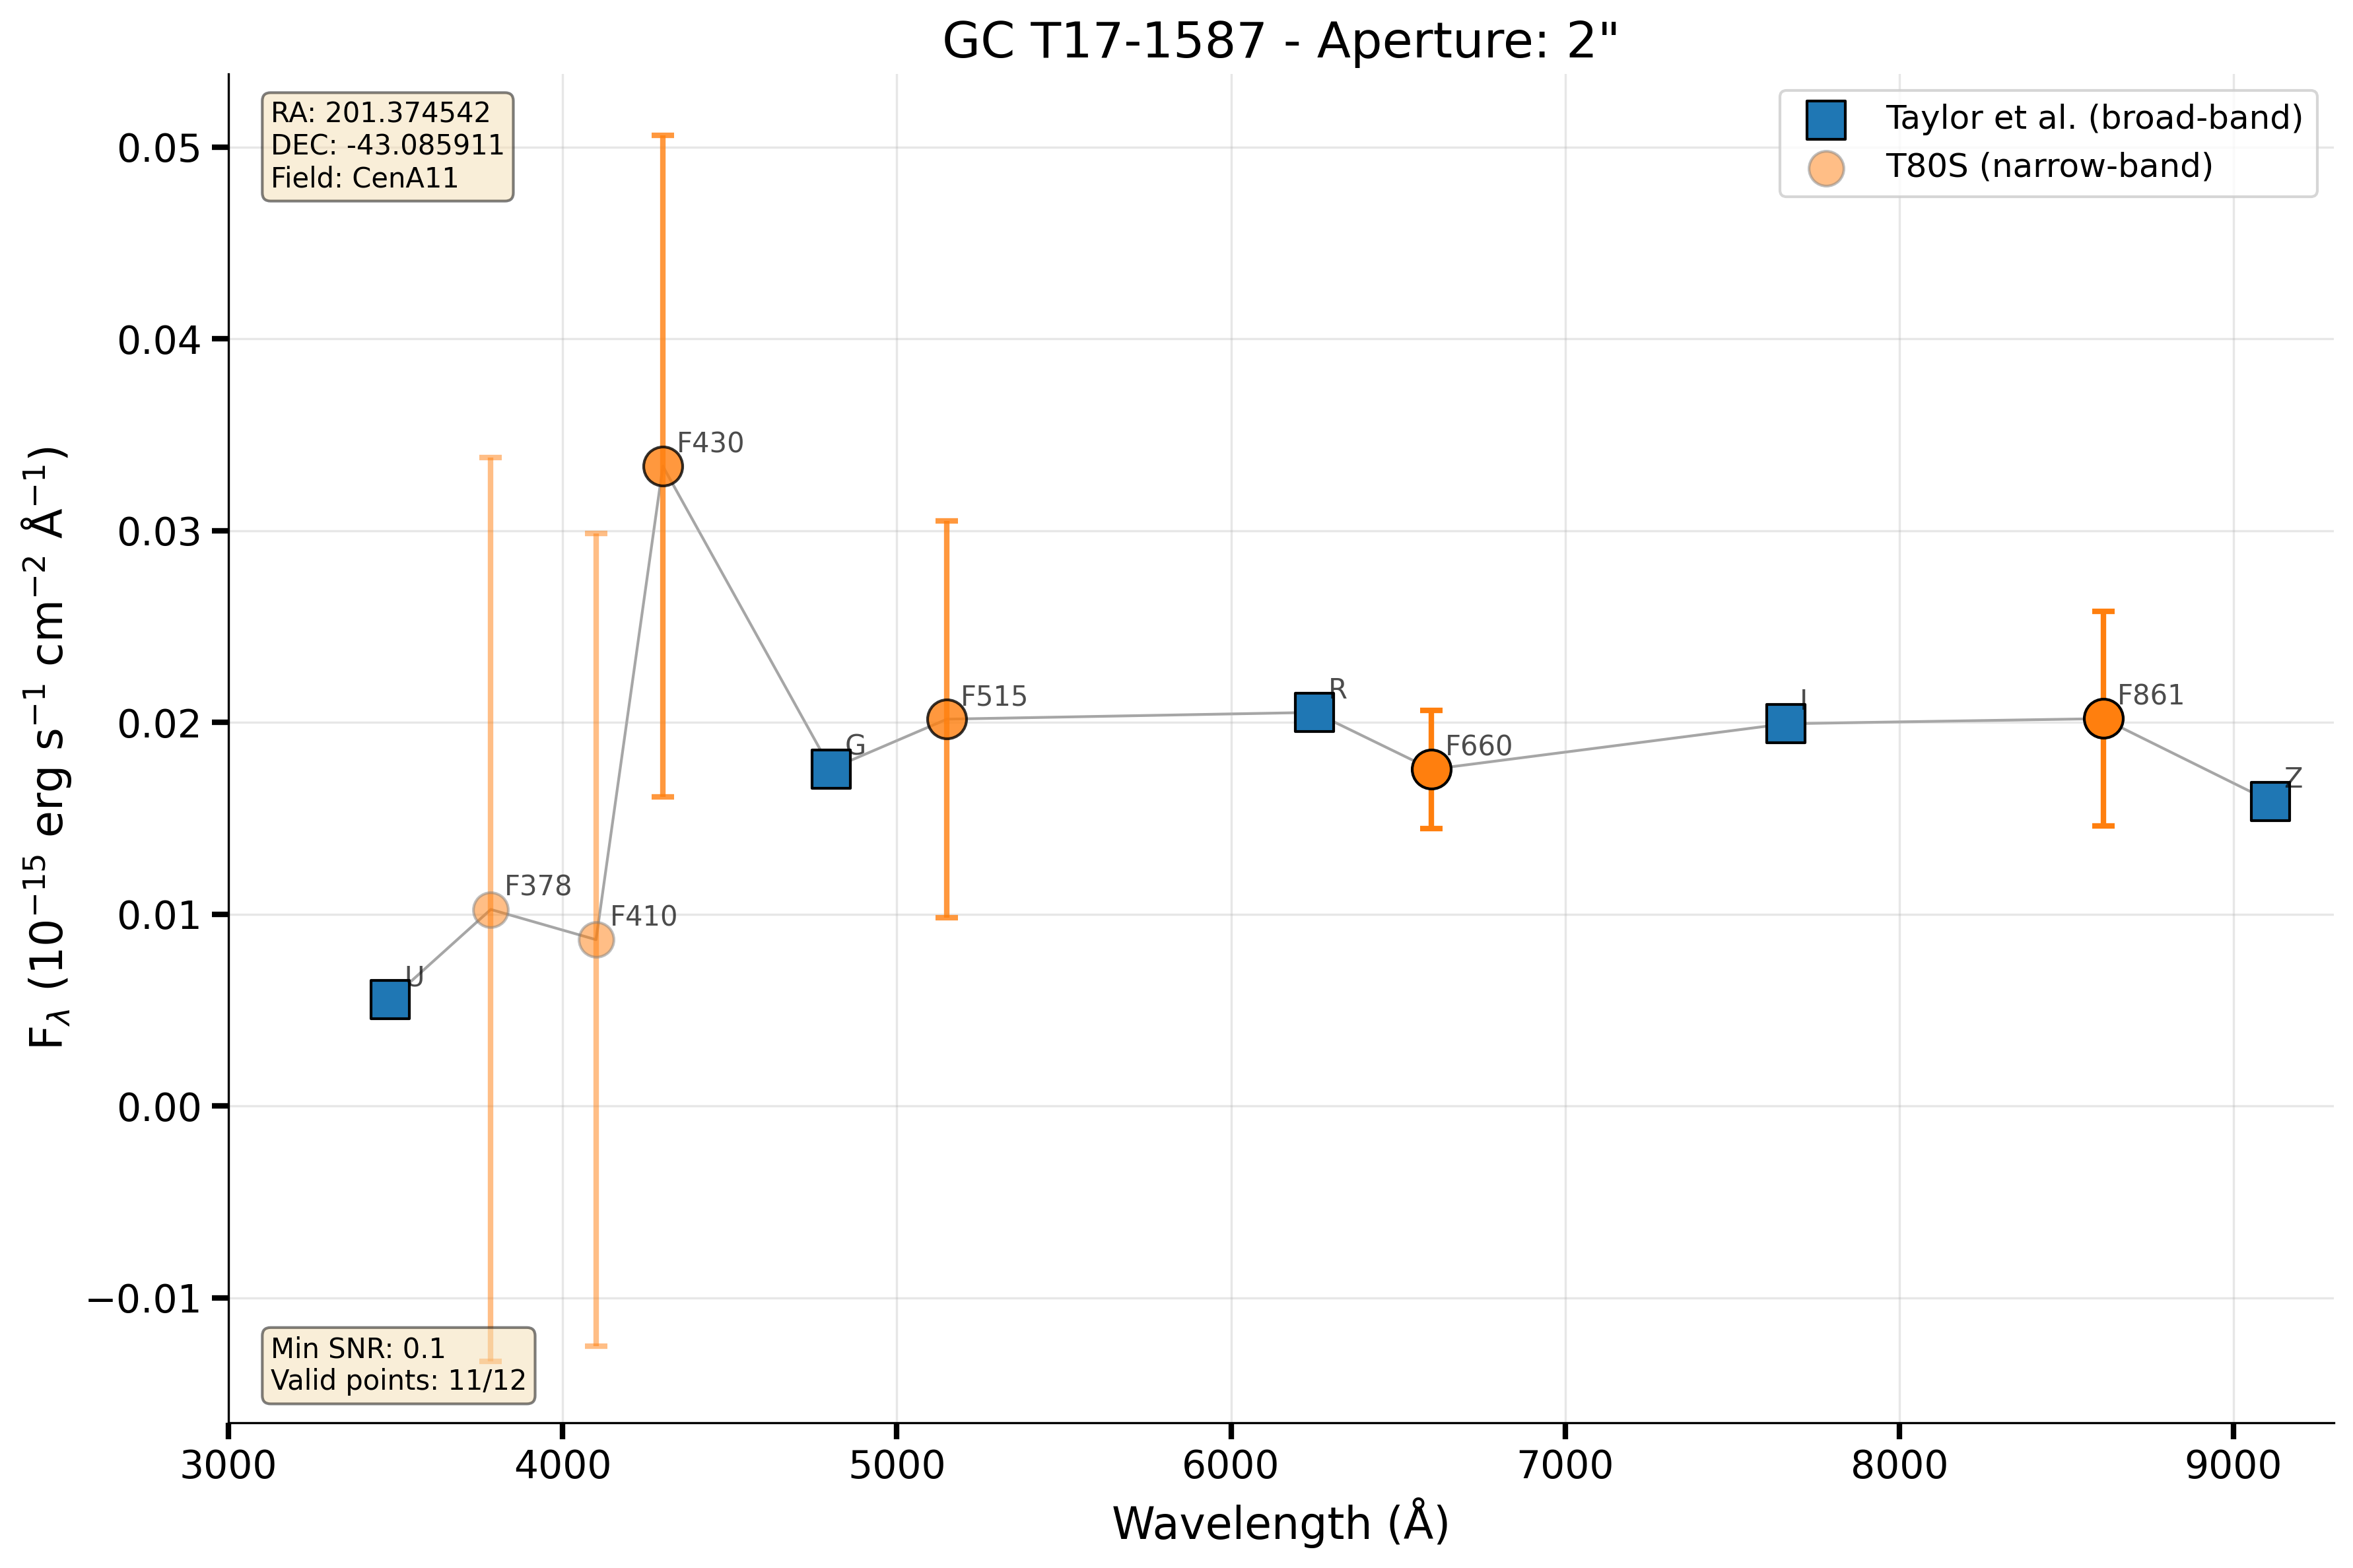 GC T17-1587 - Aperture: 2"
RA: 201.374542
DEC: -43.085911
Field: CenA11
Taylor et al. (broad-band)
T80S (narrow-band)
0.05
0.04
0.03
0.02
0.01
0.00
−0.01
F_λ (10⁻¹⁵ erg s⁻¹ cm⁻² Å⁻¹)
U
F378
F410
F430
G
F515
R
F660
I
F861
Z
Min SNR: 0.1
Valid points: 11/12
3000 4000 5000 6000 7000 8000 9000
Wavelength (Å)